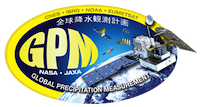 CNES • ISRO • NOAA • EUMETSAT
全球降水観測計画
GPM
NASA • JAXA
GLOBAL PRECIPITATION MEASUREMENT